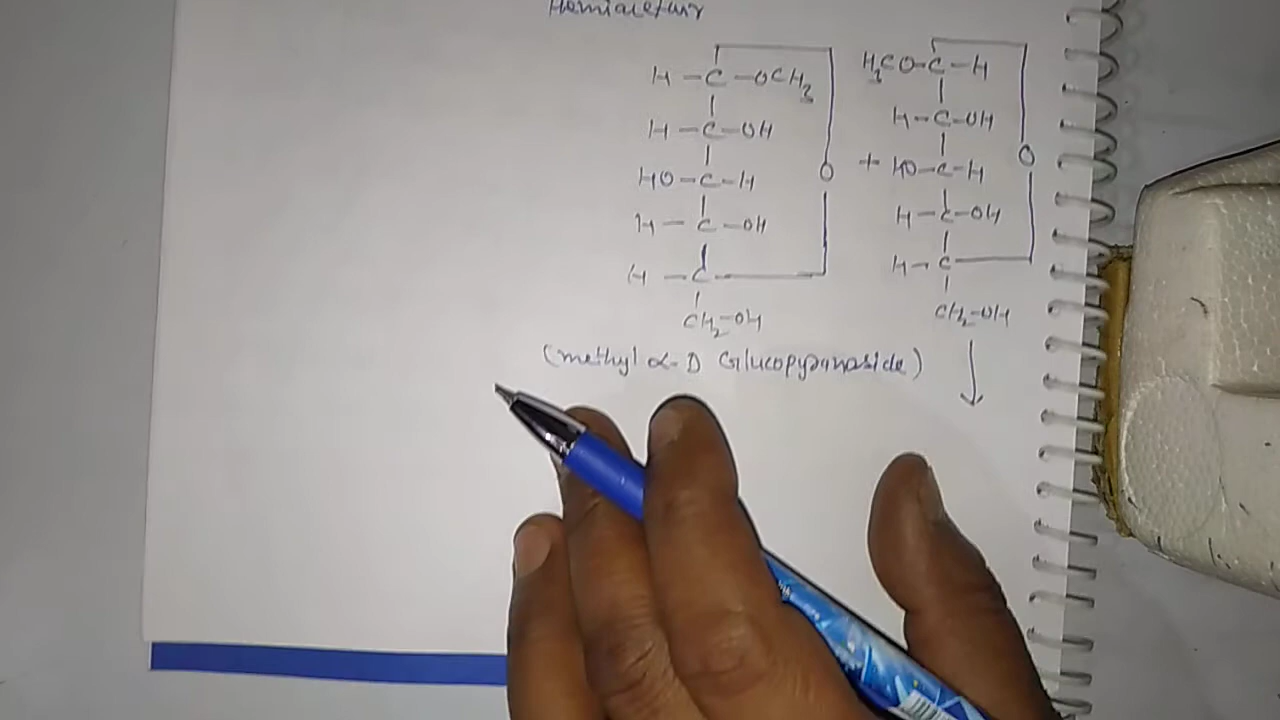 Hemiacetal
H-C-OCH3 H3CO-C-H
H-C-OH H-C-OH
O + O
HO-C-H HO-C-H
H-C-OH H-C-OH
H-C H-C
CH2-OH CH2-OH
(methyl α-D Glucopyranoside)